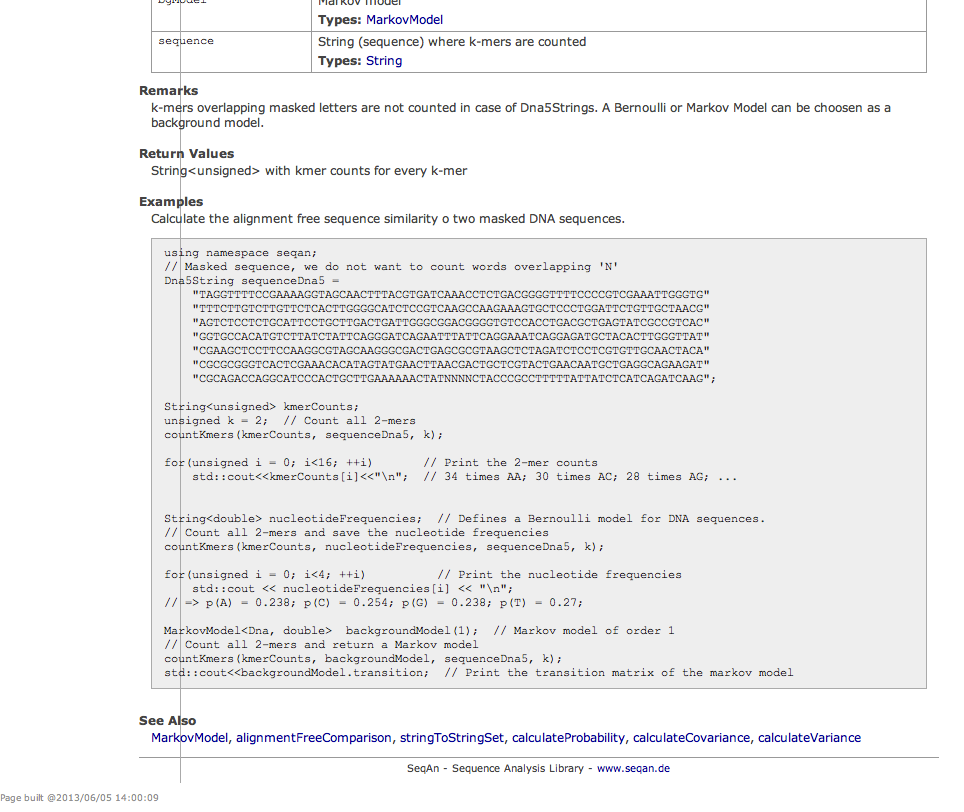 bgModel Markov model
Types: MarkovModel
sequence String (sequence) where k-mers are counted
Types: String
Remarks
k-mers overlapping masked letters are not counted in case of Dna5Strings. A Bernoulli or Markov Model can be choosen as a
background model.
Return Values
String<unsigned> with kmer counts for every k-mer
Examples
Calculate the alignment free sequence similarity o two masked DNA sequences.
using namespace seqan;
// Masked sequence, we do not want to count words overlapping 'N'
Dna5String sequenceDna5 =
"TAGGTTTTCCGAAAAGGTAGCAACTTTACGTGATCAAACCTCTGACGGGGTTTTCCCCGTCGAAATTGGGTG"
"TTTCTTGTCTTGTTCTCACTTGGGGCATCTCCGTCAAGCCAAGAAAGTGCTCCCTGGATTCTGTTGCTAACG"
"AGTCTCCTCTGCATTCCTGCTTGACTGATTGGGCGGACGGGGTGTCCACCTGACGCTGAGTATCGCCGTCAC"
"GGTGCCACATGTCTTATCTATTCAGGGATCAGAATTTATTCAGGAAATCAGGAGATGCTACACTTGGGTTAT"
"CGAAGCTCCTTCCAAGGCGTAGCAAGGGCGACTGAGCGCGTAAGCTCTAGATCTCCTCGTGTTGCAACTACA"
"CGCGCGGGTCACTCGAAACACATAGTATGAACTTAACGACTGCTCGTACTGAACAATGCTGAGGCAGAAGAT"
"CGCAGACCAGGCATCCCACTGCTTGAAAAAACTATNNNNCTACCCGCCTTTTTATTATCTCATCAGATCAAG";
String<unsigned> kmerCounts;
unsigned k = 2;  // Count all 2-mers
countKmers(kmerCounts, sequenceDna5, k);
for(unsigned i = 0; i<16; ++i)       // Print the 2-mer counts
std::cout<<kmerCounts[i]<<"\n";  // 34 times AA; 30 times AC; 28 times AG; ...
String<double> nucleotideFrequencies;  // Defines a Bernoulli model for DNA sequences.
// Count all 2-mers and save the nucleotide frequencies
countKmers(kmerCounts, nucleotideFrequencies, sequenceDna5, k);
for(unsigned i = 0; i<4; ++i)          // Print the nucleotide frequencies
std::cout << nucleotideFrequencies[i] << "\n";
// => p(A) = 0.238; p(C) = 0.254; p(G) = 0.238; p(T) = 0.27;
MarkovModel<Dna, double>  backgroundModel(1);  // Markov model of order 1
// Count all 2-mers and return a Markov model
countKmers(kmerCounts, backgroundModel, sequenceDna5, k);
std::cout<<backgroundModel.transition;  // Print the transition matrix of the markov model
See Also
MarkovModel, alignmentFreeComparison, stringToStringSet, calculateProbability, calculateCovariance, calculateVariance
SeqAn - Sequence Analysis Library - www.seqan.de
Page built @2013/06/05 14:00:09